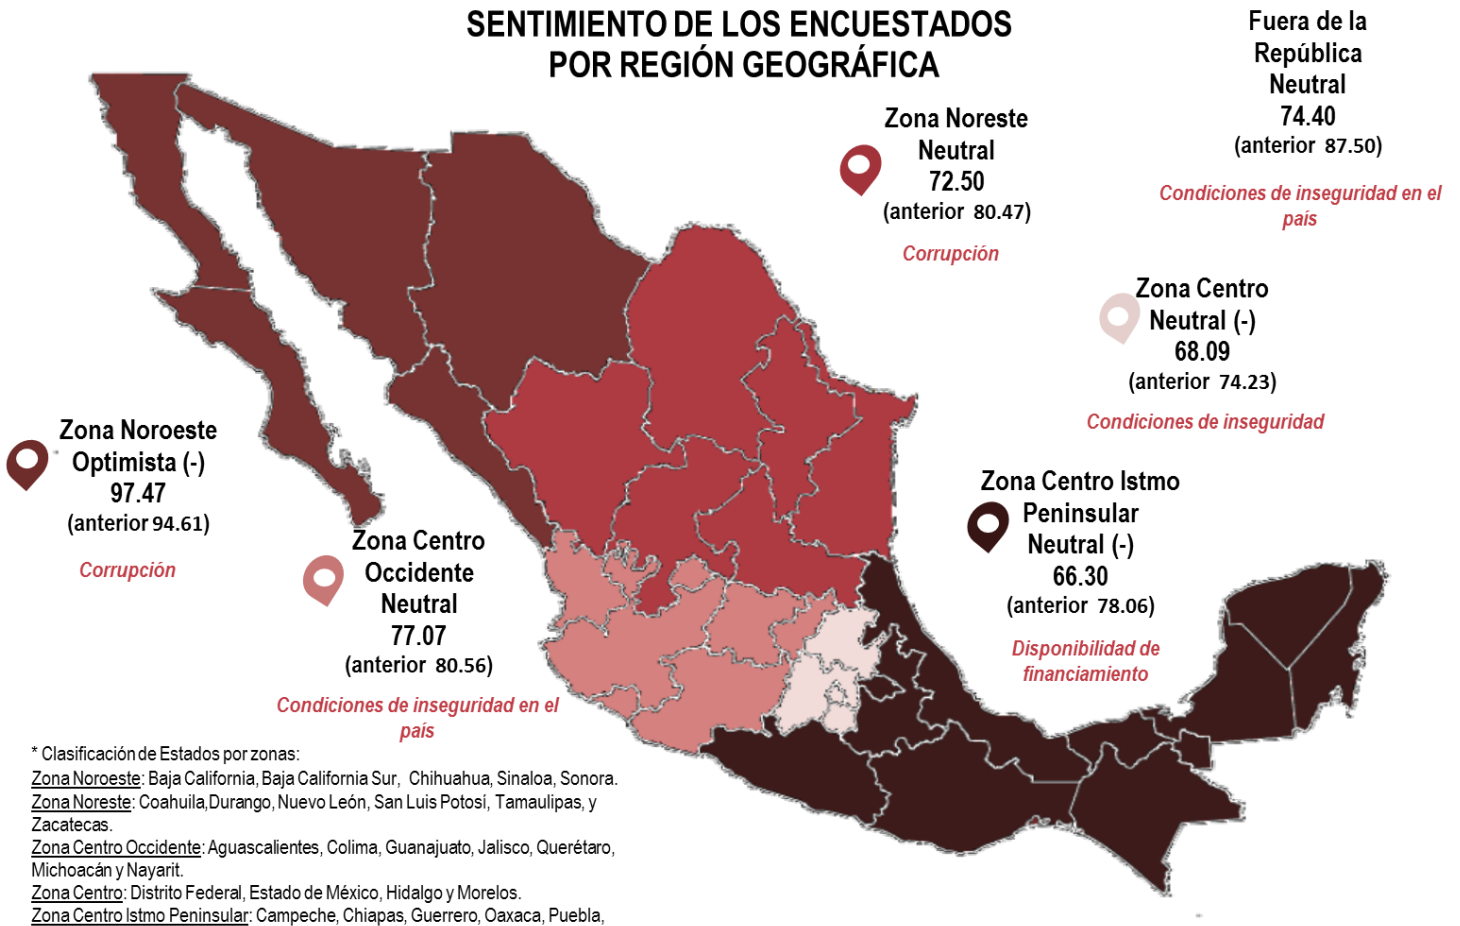 SENTIMIENTO DE LOS ENCUESTADOS
POR REGIÓN GEOGRÁFICA
Fuera de la
República
Neutral
74.40
(anterior 87.50)
Condiciones de inseguridad en el
país
Zona Noreste
Neutral
72.50
(anterior 80.47)
Corrupción
Zona Centro
Neutral (-)
68.09
(anterior 74.23)
Condiciones de inseguridad
Zona Noroeste
Optimista (-)
97.47
(anterior 94.61)
Corrupción
Zona Centro Istmo
Peninsular
Neutral (-)
66.30
(anterior 78.06)
Disponibilidad de
financiamiento
Zona Centro
Occidente
Neutral
77.07
(anterior 80.56)
Condiciones de inseguridad en el
país
* Clasificación de Estados por zonas:
Zona Noroeste: Baja California, Baja California Sur, Chihuahua, Sinaloa, Sonora.
Zona Noreste: Coahuila,Durango, Nuevo León, San Luis Potosí, Tamaulipas, y
Zacatecas.
Zona Centro Occidente: Aguascalientes, Colima, Guanajuato, Jalisco, Querétaro,
Michoacán y Nayarit.
Zona Centro: Distrito Federal, Estado de México, Hidalgo y Morelos.
Zona Centro Istmo Peninsular: Campeche, Chiapas, Guerrero, Oaxaca, Puebla,